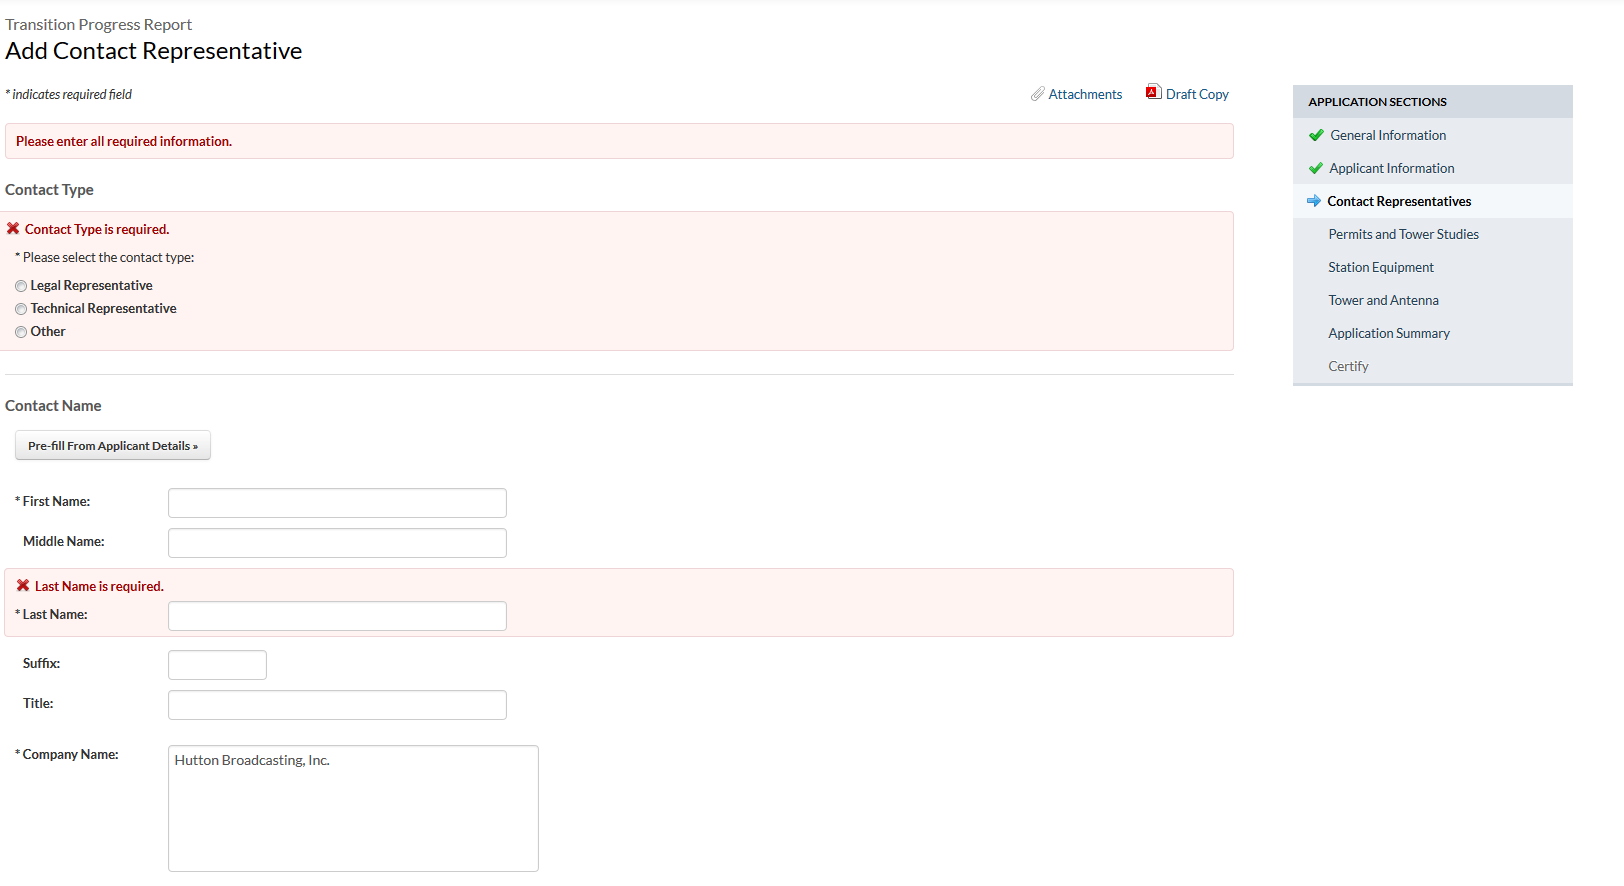 Transition Progress Report
Add Contact Representative
* indicates required field
Attachments
Draft Copy
Please enter all required information.
Contact Type
Contact Type is required.
* Please select the contact type:
Legal Representative
Technical Representative
Other
Contact Name
Pre-fill From Applicant Details »
* First Name:
Middle Name:
Last Name is required.
* Last Name:
Suffix:
Title:
* Company Name:
Hutton Broadcasting, Inc.
APPLICATION SECTIONS
General Information
Applicant Information
Contact Representatives
Permits and Tower Studies
Station Equipment
Tower and Antenna
Application Summary
Certify